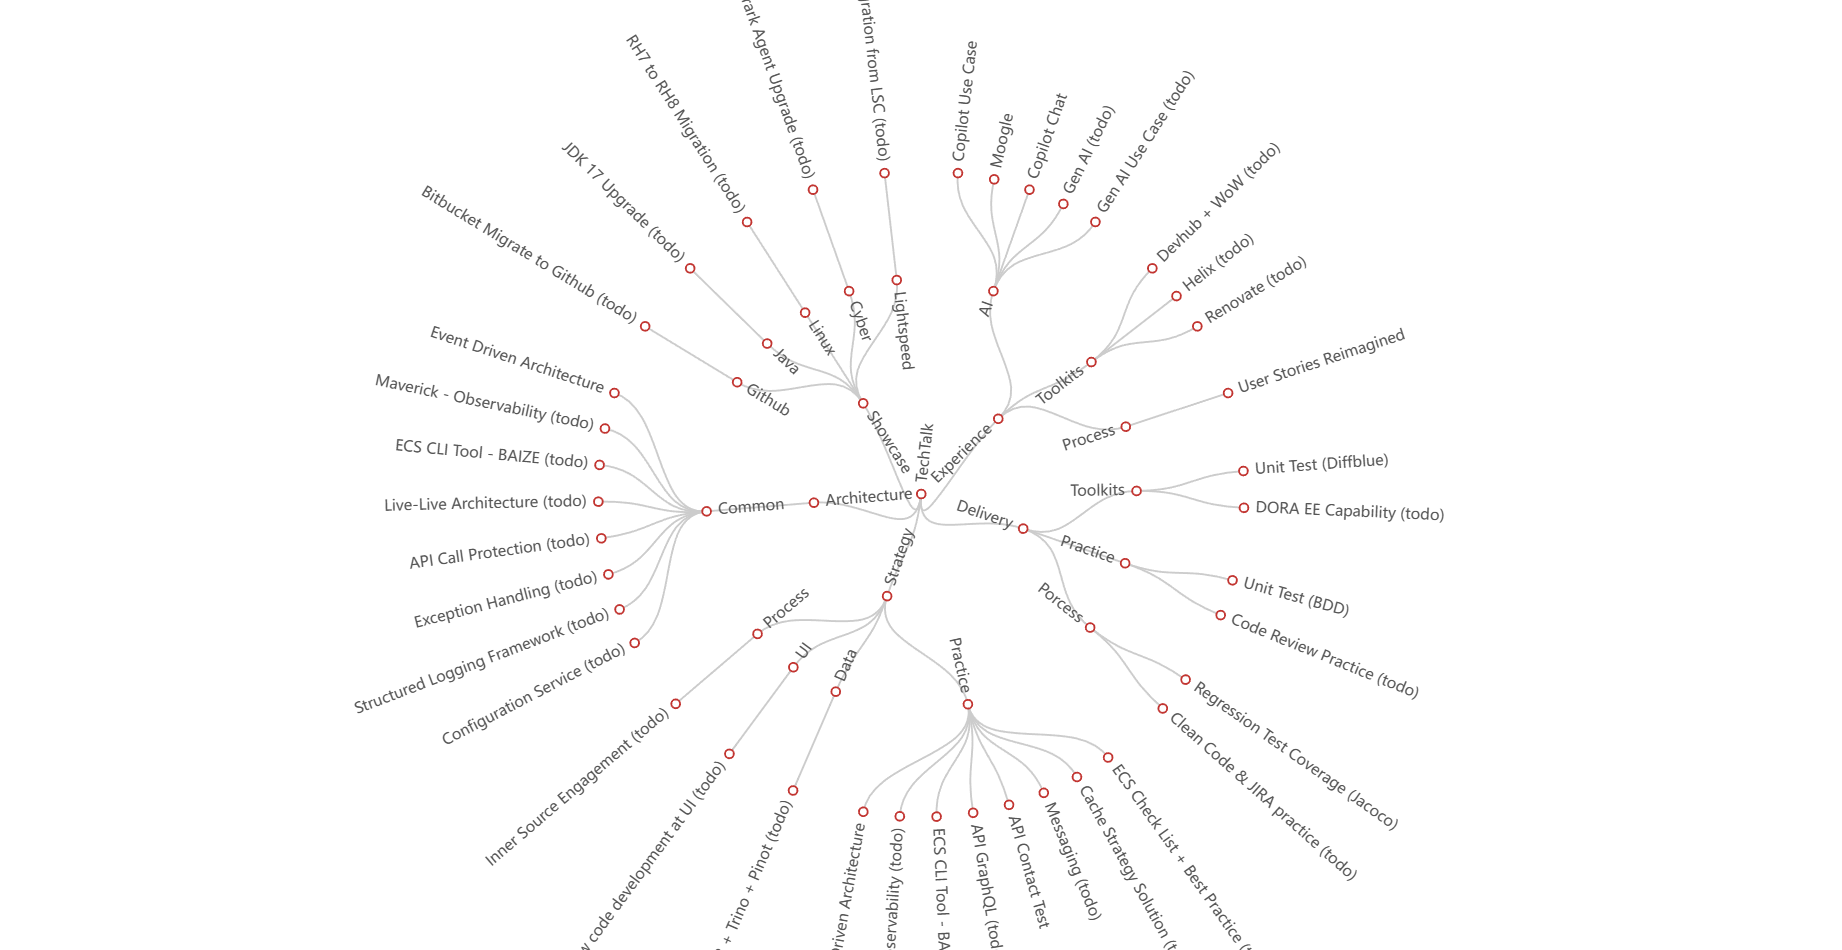 TechTalk
Experience
AI
Copilot Use Case
Moogle
Copilot Chat
Gen AI (todo)
Gen AI Use Case (todo)
Toolkits
Devhub + WoW (todo)
Helix (todo)
Renovate (todo)
Process
User Stories Reimagined
Delivery
Toolkits
Unit Test (Diffblue)
DORA EE Capability (todo)
Practice
Unit Test (BDD)
Code Review Practice (todo)
Porcess
Regression Test Coverage (Jacoco)
Clean Code & JIRA practice (todo)
Strategy
Practice
ECS Check List + Best Practice
Cache Strategy Solution
Messaging (todo)
API Contact Test
API GraphQL
ECS CLI Tool -
(todo)
Architecture
Data
+ Trino + Pinot (todo)
UI
code development at UI (todo)
Process
Inner Source Engagement (todo)
Architecture
Common
Configuration Service (todo)
Structured Logging Framework (todo)
Exception Handling (todo)
API Call Protection (todo)
Live-Live Architecture (todo)
ECS CLI Tool - BAIZE (todo)
Maverick - Observability (todo)
Event Driven Architecture
Showcase
Github
Bitbucket Migrate to Github (todo)
Java
JDK 17 Upgrade (todo)
Linux
RH7 to RH8 Migration (todo)
Cyber
Agent Upgrade (todo)
Lightspeed
from LSC (todo)